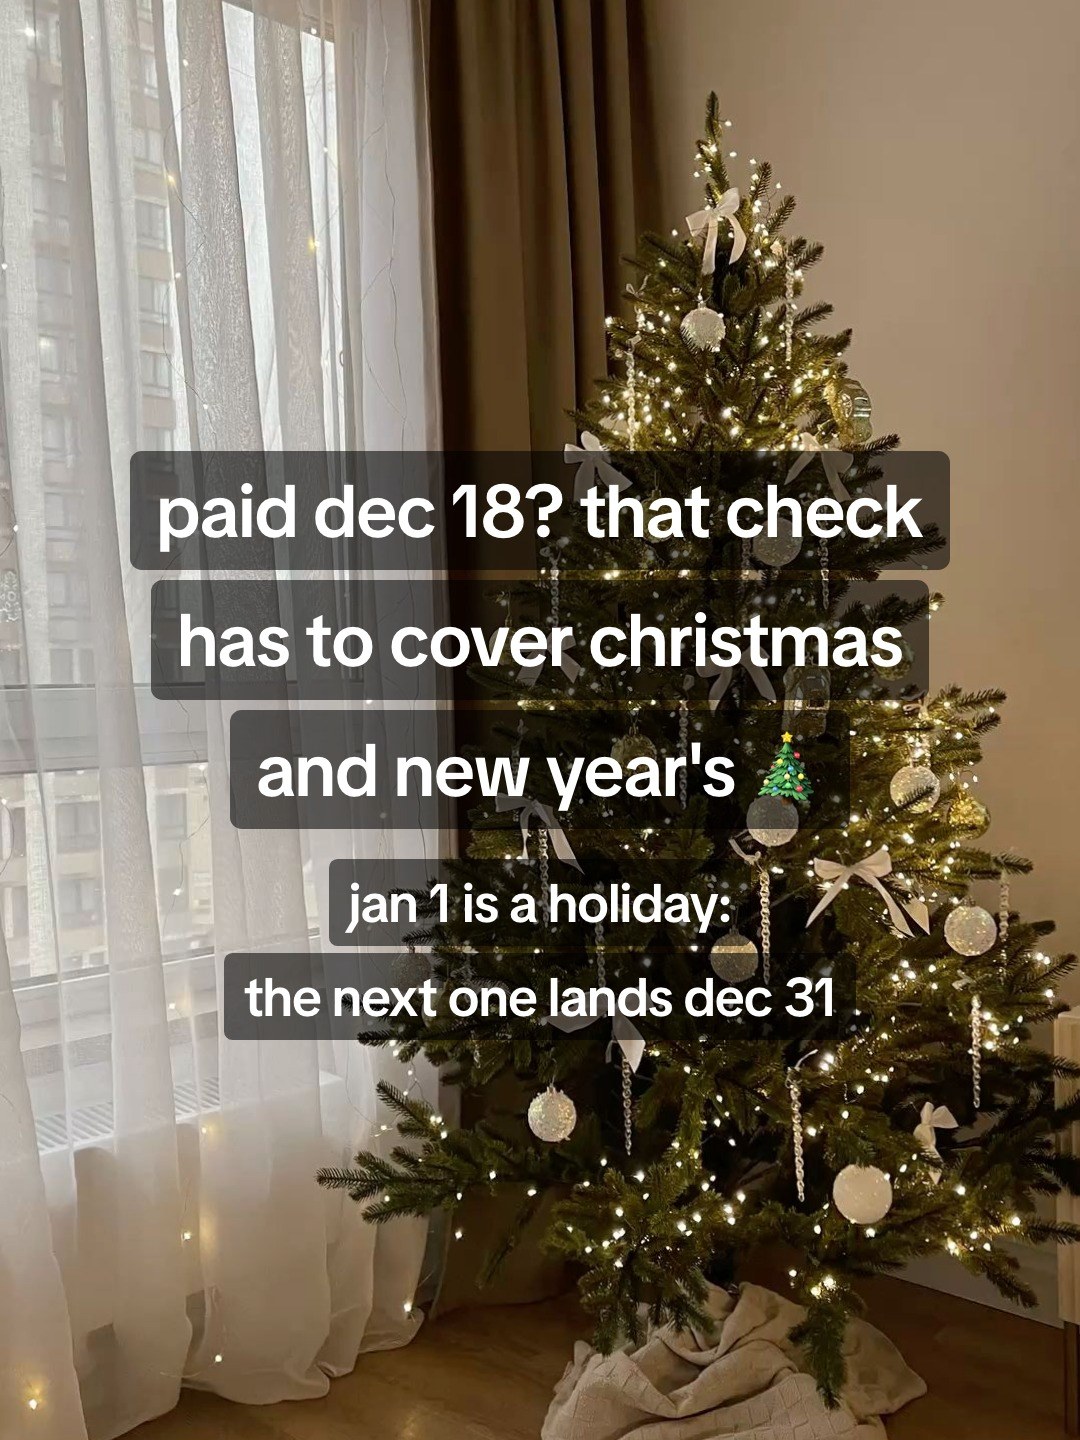 paid dec 18? that check
has to cover christmas
and new year's 🎄
jan 1 is a holiday:
the next one lands dec 31